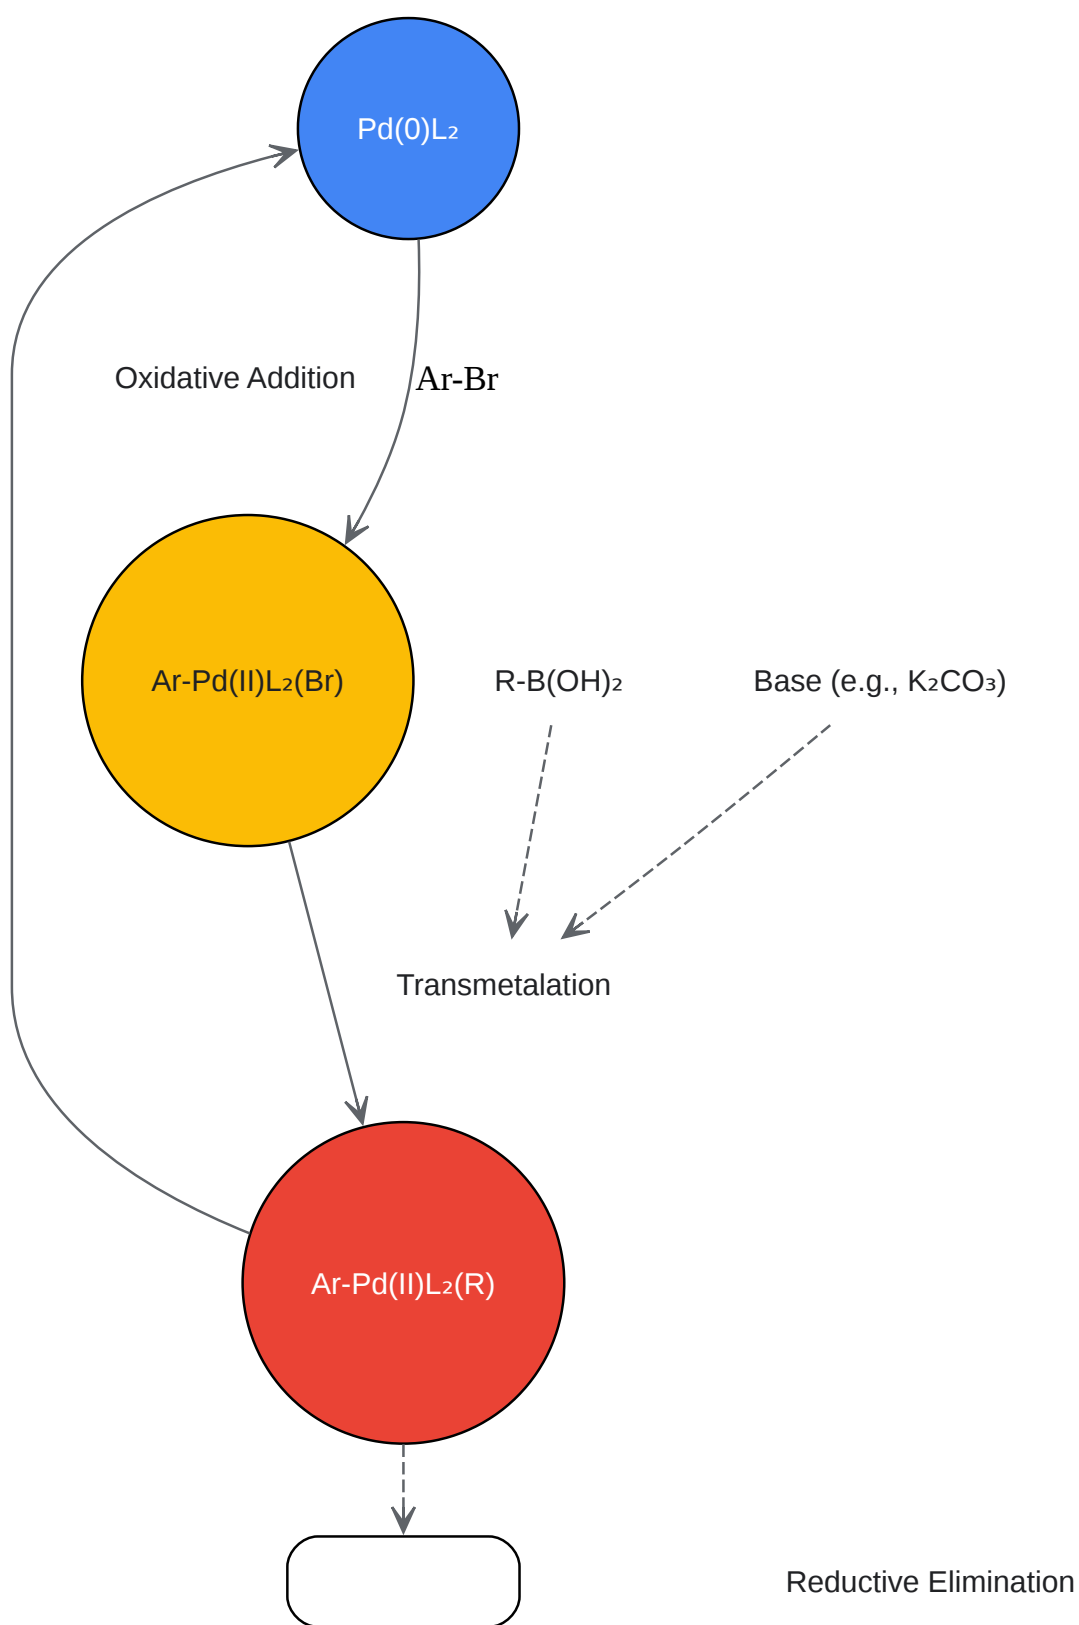 Pd(0)L₂
Oxidative Addition
Ar-Br
Ar-Pd(II)L₂(Br)
R-B(OH)₂
Base (e.g., K₂CO₃)
Transmetalation
Ar-Pd(II)L₂(R)
Reductive Elimination